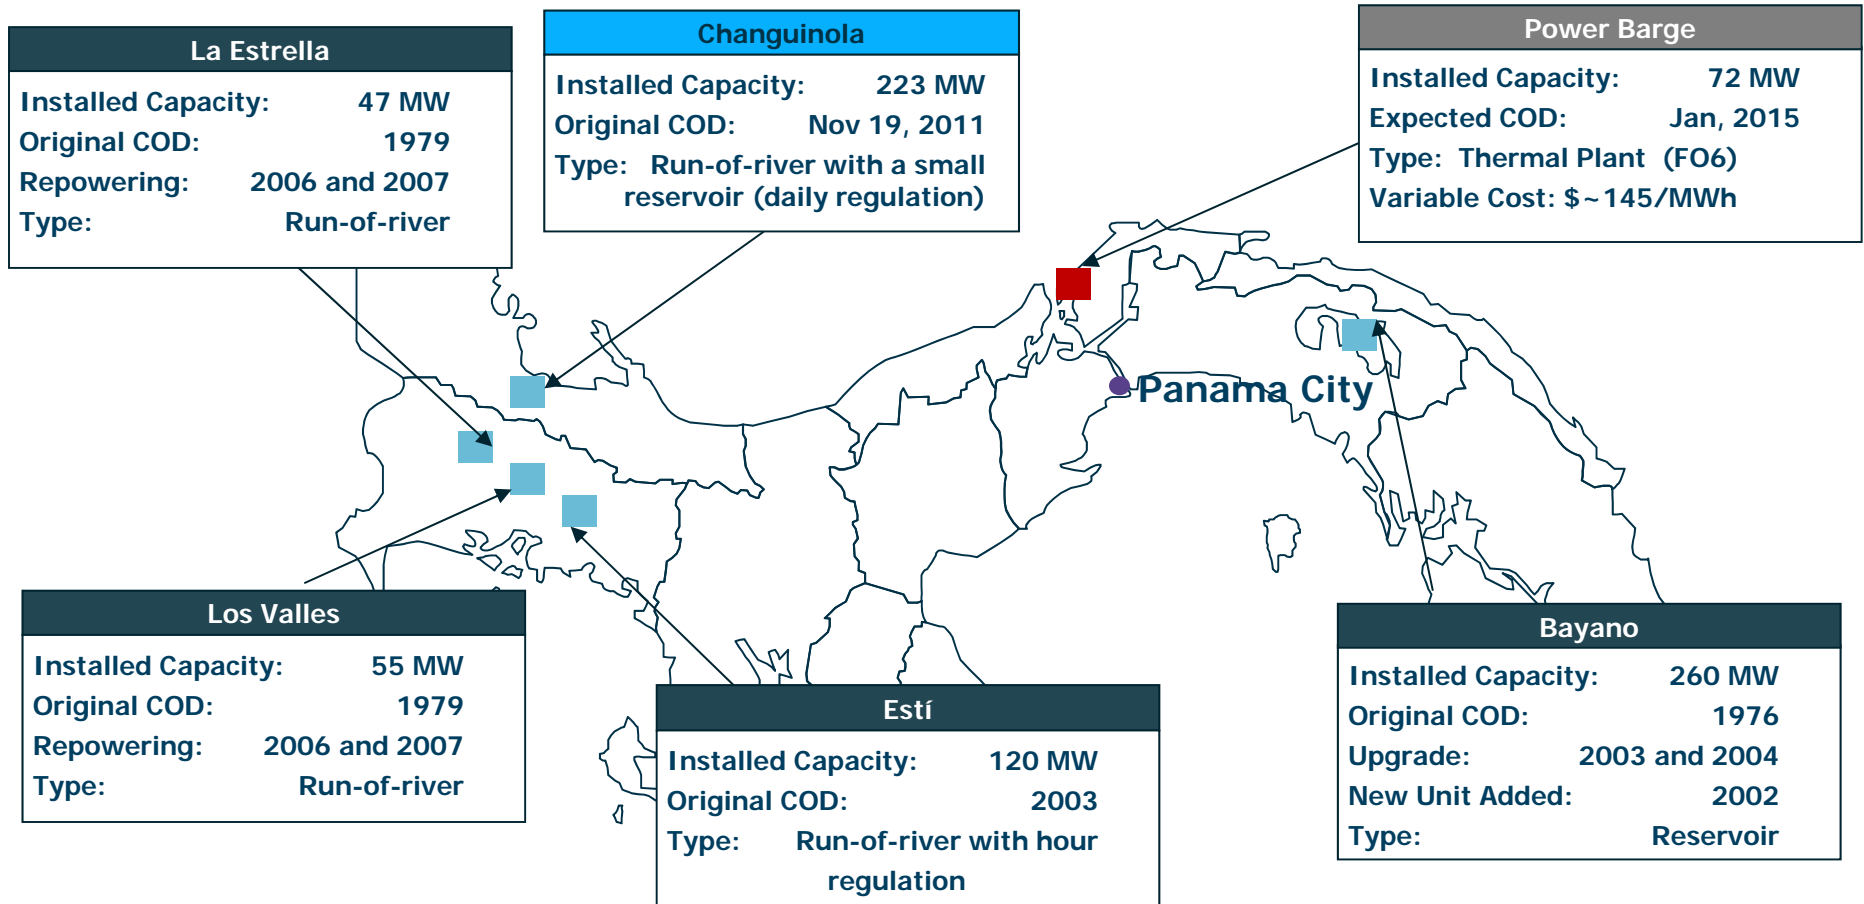 La Estrella
Installed Capacity: 47 MW
Original COD: 1979
Repowering: 2006 and 2007
Type: Run-of-river
Changuinola
Installed Capacity: 223 MW
Original COD: Nov 19, 2011
Type: Run-of-river with a small
reservoir (daily regulation)
Power Barge
Installed Capacity: 72 MW
Expected COD: Jan, 2015
Type: Thermal Plant (FO6)
Variable Cost: $~145/MWh
Panama City
Los Valles
Installed Capacity: 55 MW
Original COD: 1979
Repowering: 2006 and 2007
Type: Run-of-river
Estí
Installed Capacity: 120 MW
Original COD: 2003
Type: Run-of-river with hour
regulation
Bayano
Installed Capacity: 260 MW
Original COD: 1976
Upgrade: 2003 and 2004
New Unit Added: 2002
Type: Reservoir